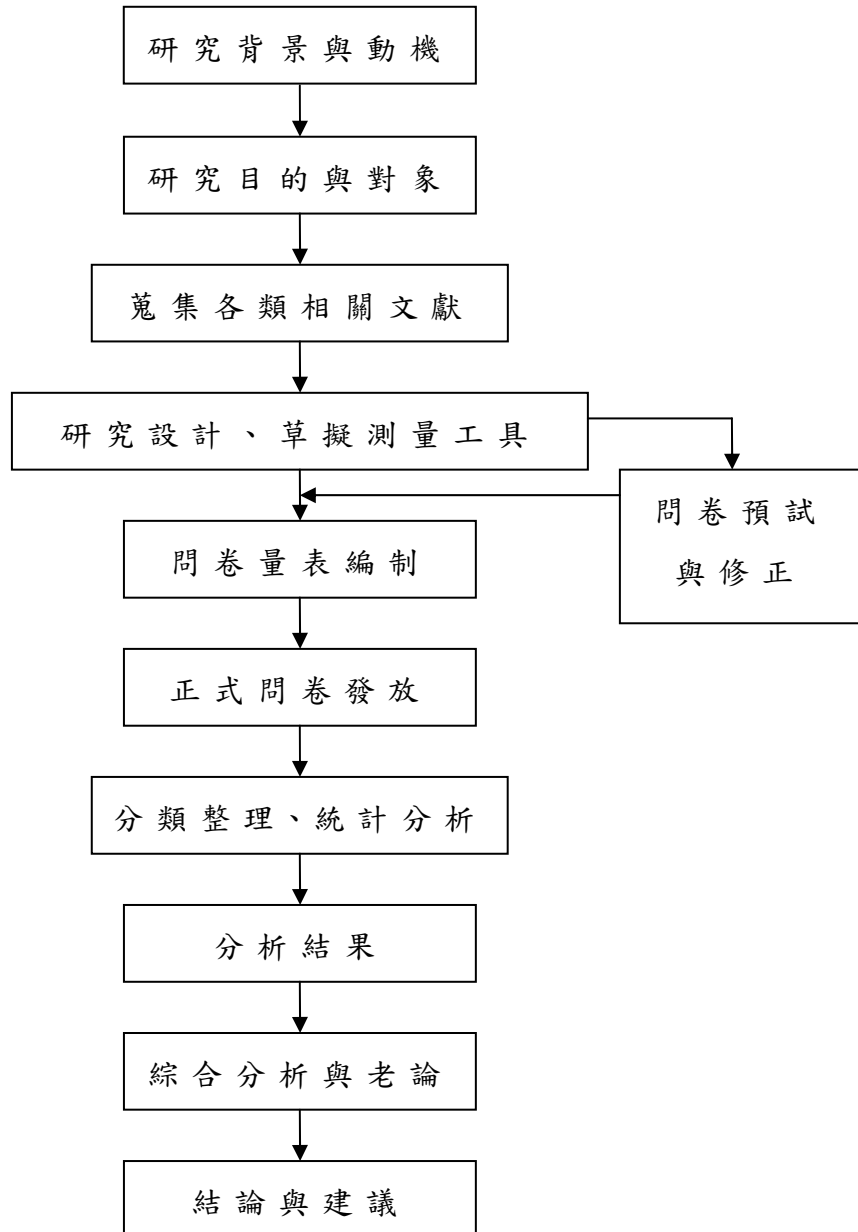 研究背景與動機
研究目的與對象
蒐集各類相關文獻
研究設計、草擬測量工具
問卷預試
與修正
問卷量表編制
正式問卷發放
分類整理、統計分析
分析結果
綜合分析與老論
結論與建議